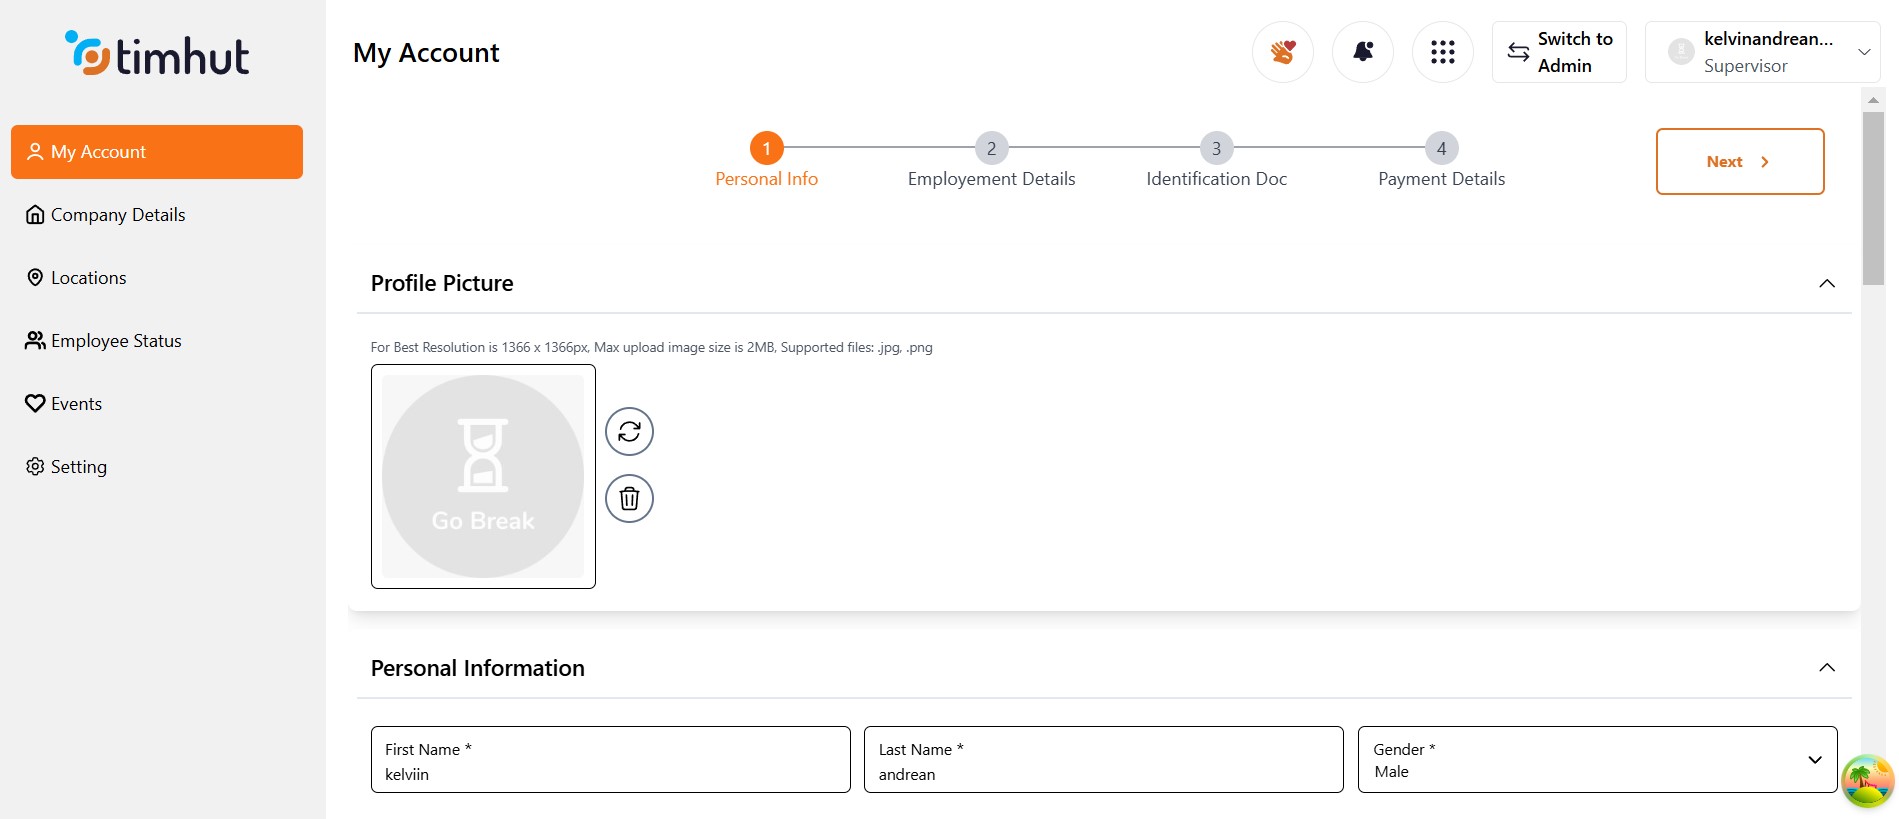 timhut
My Account
Switch to
Admin
kelvinandrean...
Supervisor
My Account
Company Details
Locations
Employee Status
Events
Setting
1
2
3
4
Personal Info
Employement Details
Identification Doc
Payment Details
Next
Profile Picture
For Best Resolution is 1366 x 1366px, Max upload image size is 2MB, Supported files: .jpg, .png
Go Break
Personal Information
First Name *
kelviin
Last Name *
andrean
Gender *
Male